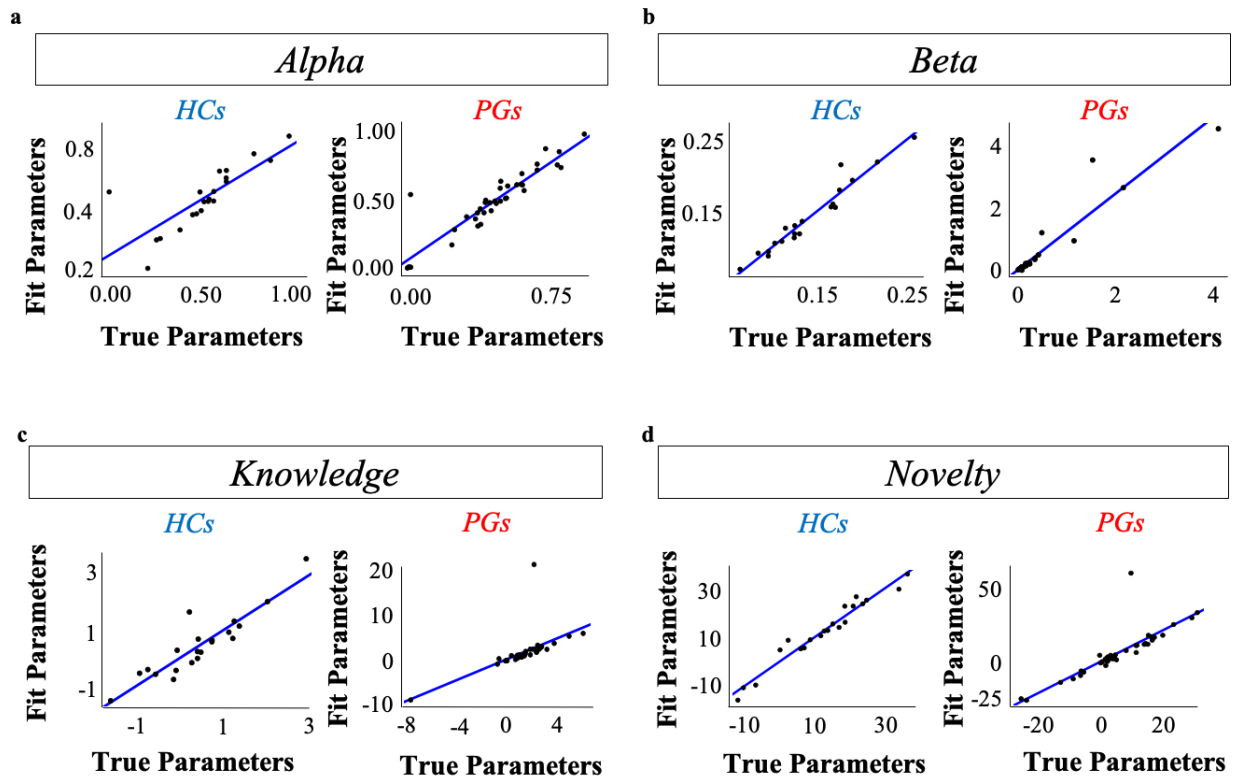 a
Alpha
HCs
PGs
Fit Parameters
0.8
0.4
0.2
0.00 0.50 1.00
True Parameters
Fit Parameters
1.00
0.50
0.00
0.00 0.75
True Parameters
b
Beta
HCs
PGs
Fit Parameters
0.25
0.15
0.15 0.25
True Parameters
Fit Parameters
4
2
0
0 2 4
True Parameters
c
Knowledge
HCs
PGs
Fit Parameters
3
1
-1
-1 1 3
True Parameters
Fit Parameters
20
10
0
-10
-8 -4 0 4
True Parameters
d
Novelty
HCs
PGs
Fit Parameters
30
10
-10
-10 10 30
True Parameters
Fit Parameters
50
0
-25
-20 0 20
True Parameters